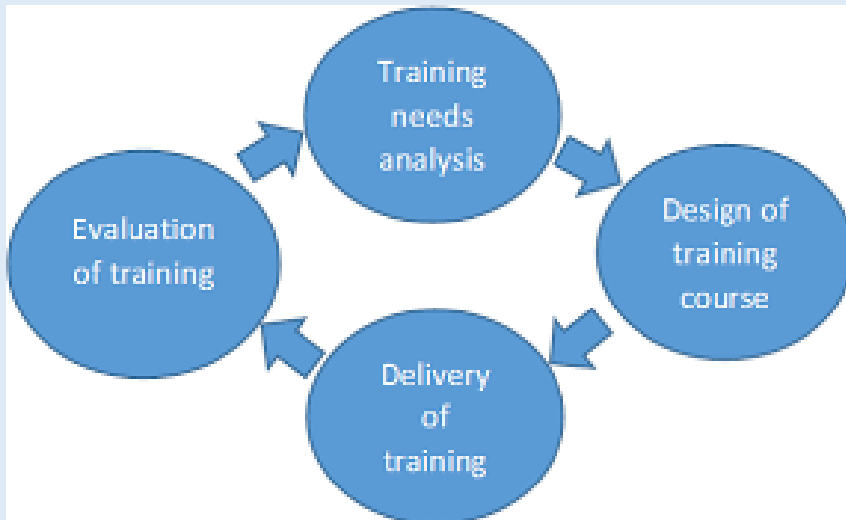 Training
needs
analysis
Design of
training
course
Delivery
of
training
Evaluation
of training